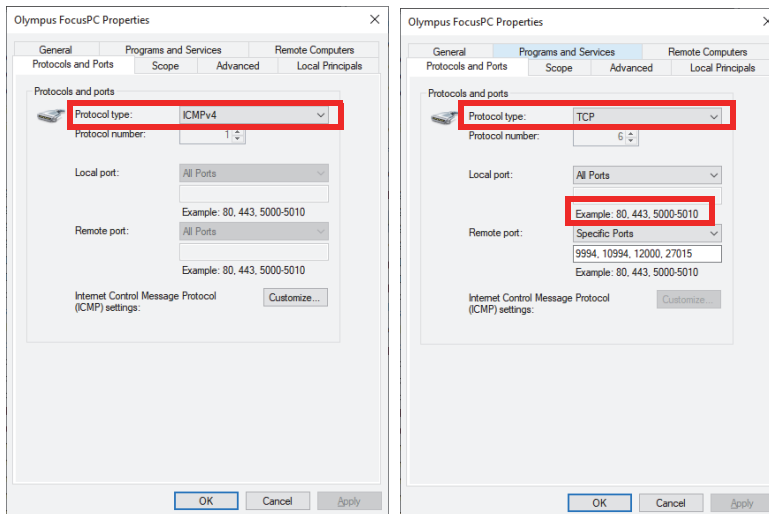 Olympus FocusPC Properties
General Programs and Services Remote Computers
Protocols and Ports Scope Advanced Local Principals
Protocols and ports
Protocol type: ICMPv4
Protocol number: 1
Local port: All Ports
Example: 80, 443, 5000-5010
Remote port: All Ports
Example: 80, 443, 5000-5010
Internet Control Message Protocol
(ICMP) settings:
Customize...
OK Cancel Apply
Olympus FocusPC Properties
General Programs and Services Remote Computers
Protocols and Ports Scope Advanced Local Principals
Protocols and ports
Protocol type: TCP
Protocol number: 6
Local port: All Ports
Example: 80, 443, 5000-5010
Remote port: Specific Ports
9994, 10994, 12000, 27015
Example: 80, 443, 5000-5010
Internet Control Message Protocol
(ICMP) settings:
Customize...
OK Cancel Apply